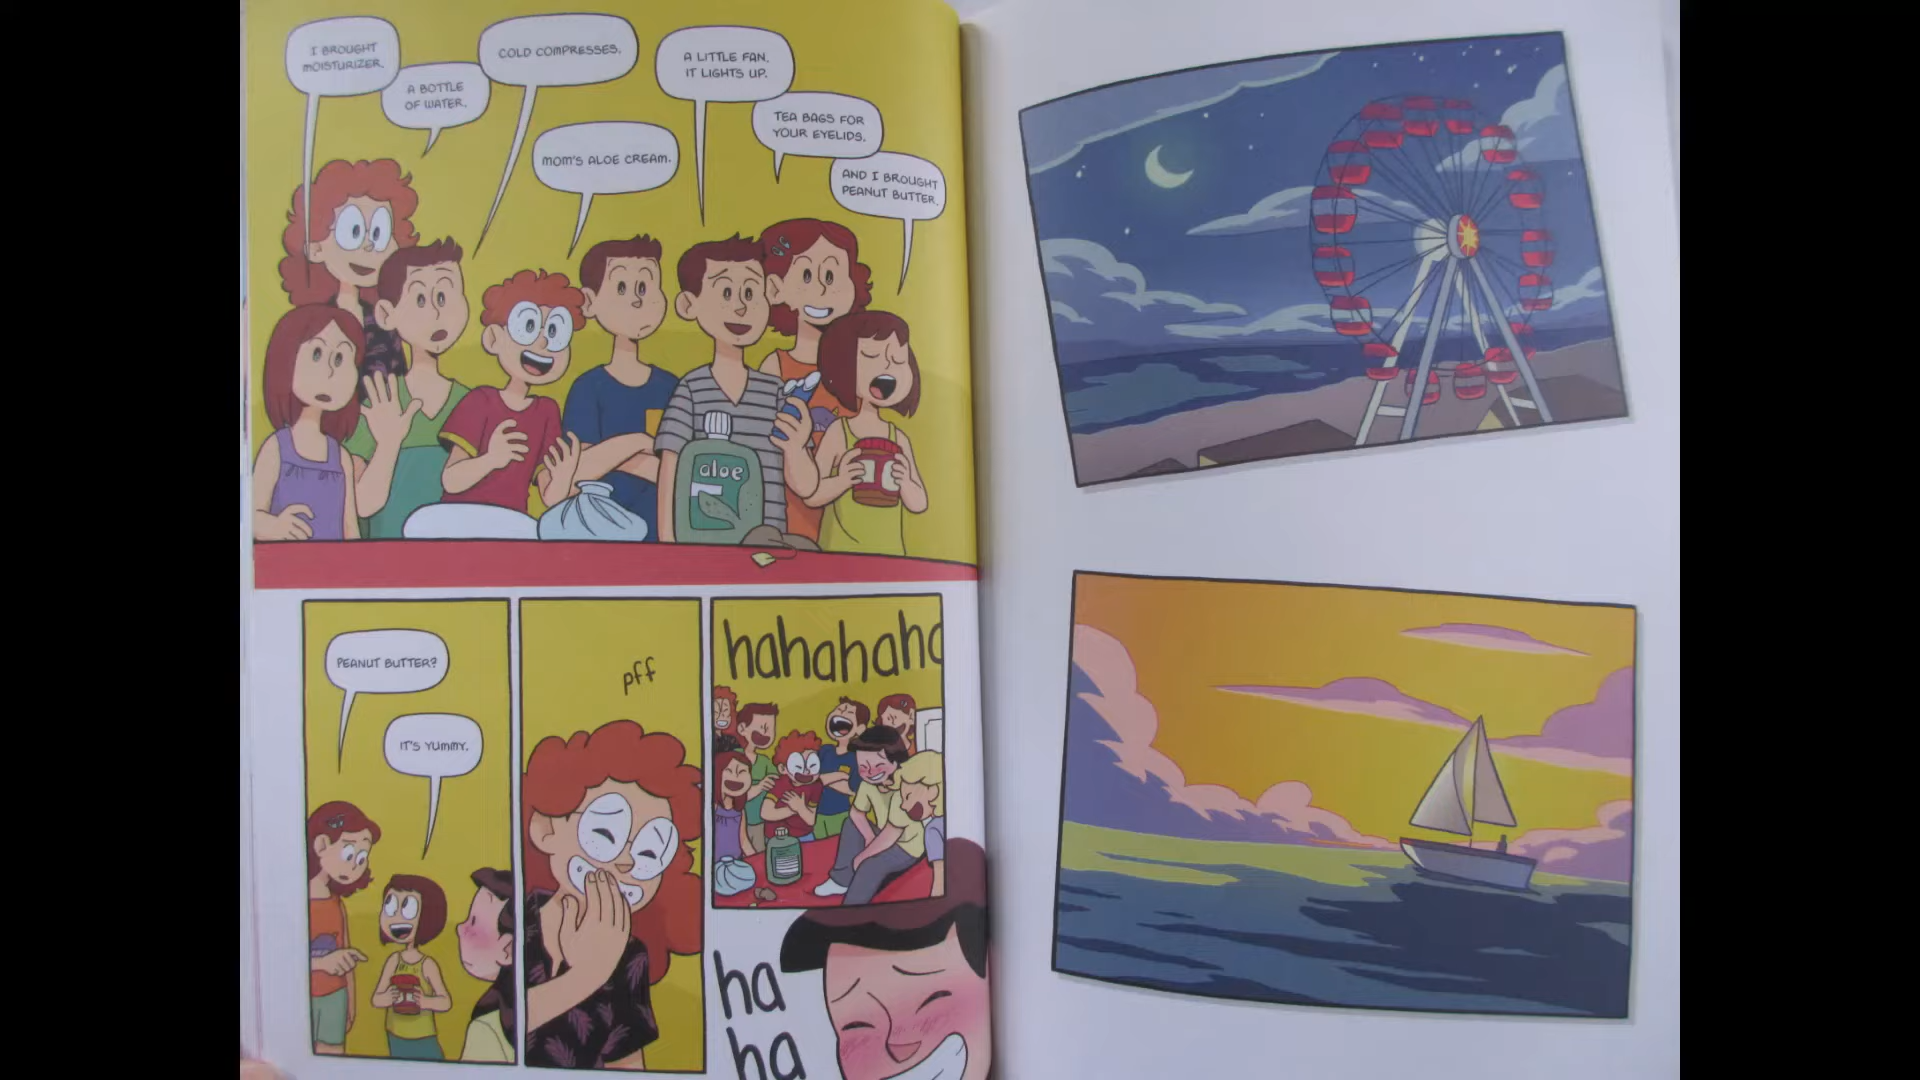 I BROUGHT
MOISTURIZER.
A BOTTLE
OF WATER.
COLD COMPRESSES.
MOM'S ALOE CREAM.
A LITTLE FAN.
IT LIGHTS UP.
TEA BAGS FOR
YOUR EYELIDS.
AND I BROUGHT
PEANUT BUTTER.
aloe
PEANUT BUTTER?
IT'S YUMMY.
pff
hahahaha
ha
ha